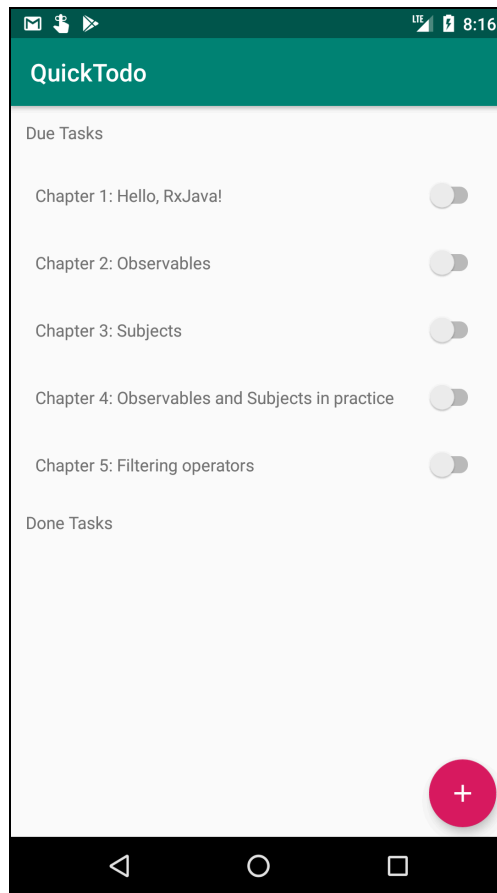 LTE 8:16
QuickTodo
Due Tasks
Chapter 1: Hello, RxJava!
Chapter 2: Observables
Chapter 3: Subjects
Chapter 4: Observables and Subjects in practice
Chapter 5: Filtering operators
Done Tasks
+